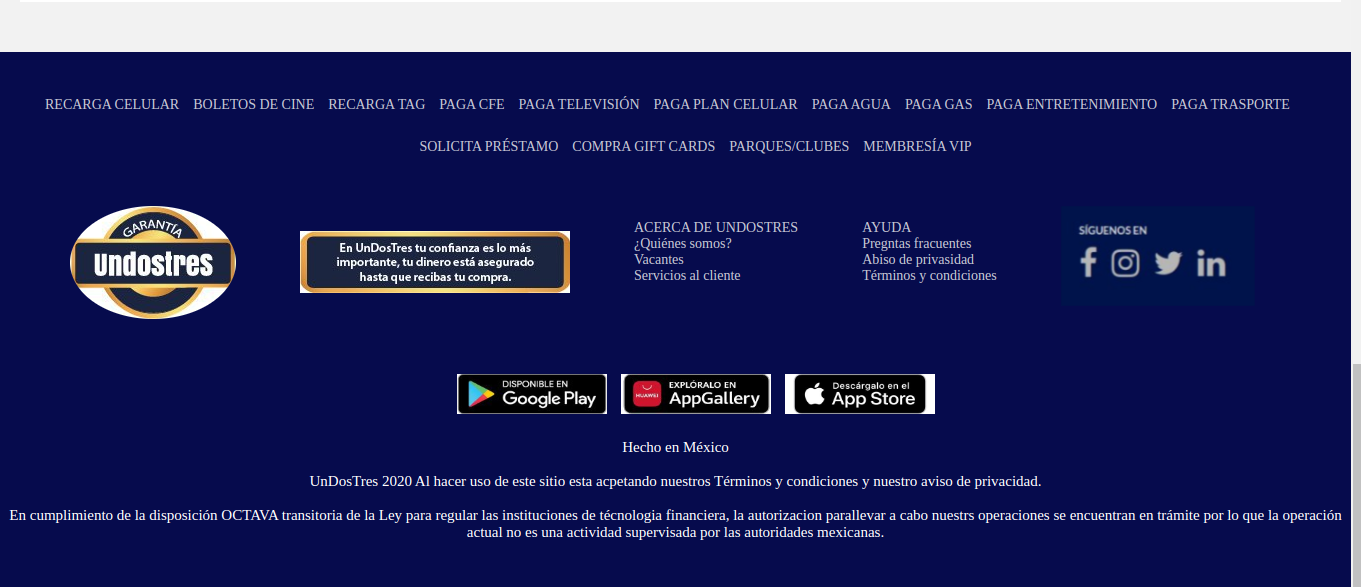 RECARGA CELULAR BOLETOS DE CINE RECARGA TAG PAGA CFE PAGA TELEVISIÓN PAGA PLAN CELULAR PAGA AGUA PAGA GAS PAGA ENTRETENIMIENTO PAGA TRASPORTE
SOLICITA PRÉSTAMO COMPRA GIFT CARDS PARQUES/CLUBES MEMBRESÍA VIP
GARANTÍA
undostres
En UnDosTres tu confianza es lo más
importante, tu dinero está asegurado
hasta que recibas tu compra.
ACERCA DE UNDOSTRES
¿Quiénes somos?
Vacantes
Servicios al cliente
AYUDA
Pregntas fracuentes
Abiso de privasidad
Términos y condiciones
SÍGUENOS EN
DISPONIBLE EN
Google Play
HUAWEI
EXPLÓRALO EN
AppGallery
Descárgalo en el
App Store
Hecho en México
UnDosTres 2020 Al hacer uso de este sitio esta acpetando nuestros Términos y condiciones y nuestro aviso de privacidad.
En cumplimiento de la disposición OCTAVA transitoria de la Ley para regular las instituciones de técnologia financiera, la autorizacion parallevar a cabo nuestrs operaciones se encuentran en trámite por lo que la operación
actual no es una actividad supervisada por las autoridades mexicanas.